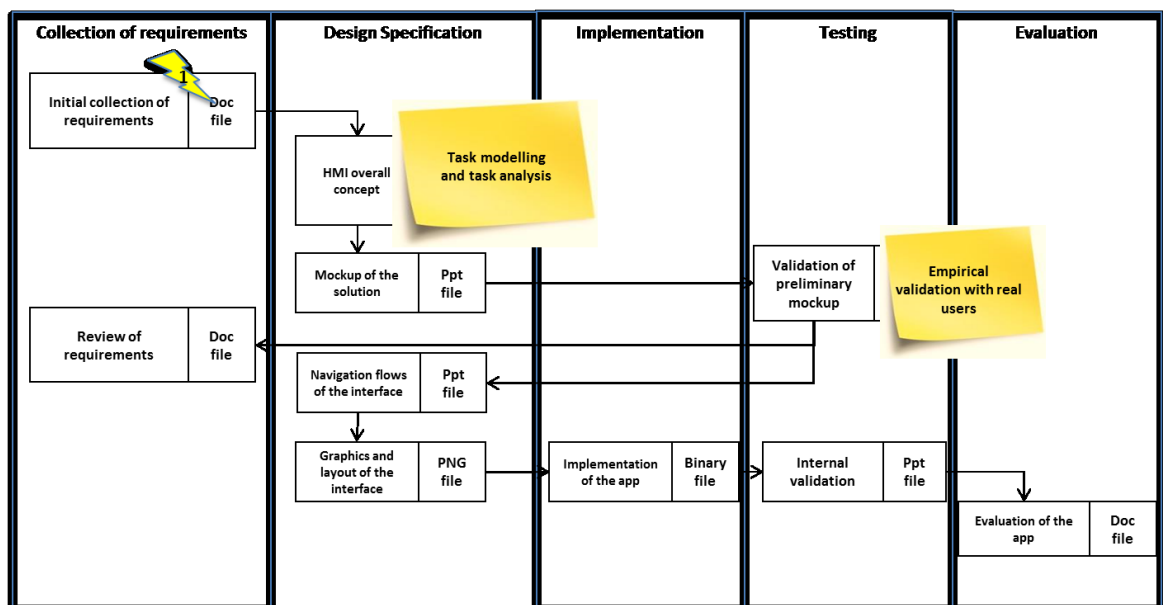 Collection of requirements
Design Specification
Implementation
Testing
Evaluation
1
Initial collection of
requirements
Doc
file
HMI overall
concept
Task modelling
and task analysis
Mockup of the
solution
Ppt
file
Validation of
preliminary
mockup
Empirical
validation with real
users
Review of
requirements
Doc
file
Navigation flows
of the interface
Ppt
file
Graphics and
layout of the
interface
PNG
file
Implementation
of the app
Binary
file
Internal
validation
Ppt
file
Evaluation of the
app
Doc
file